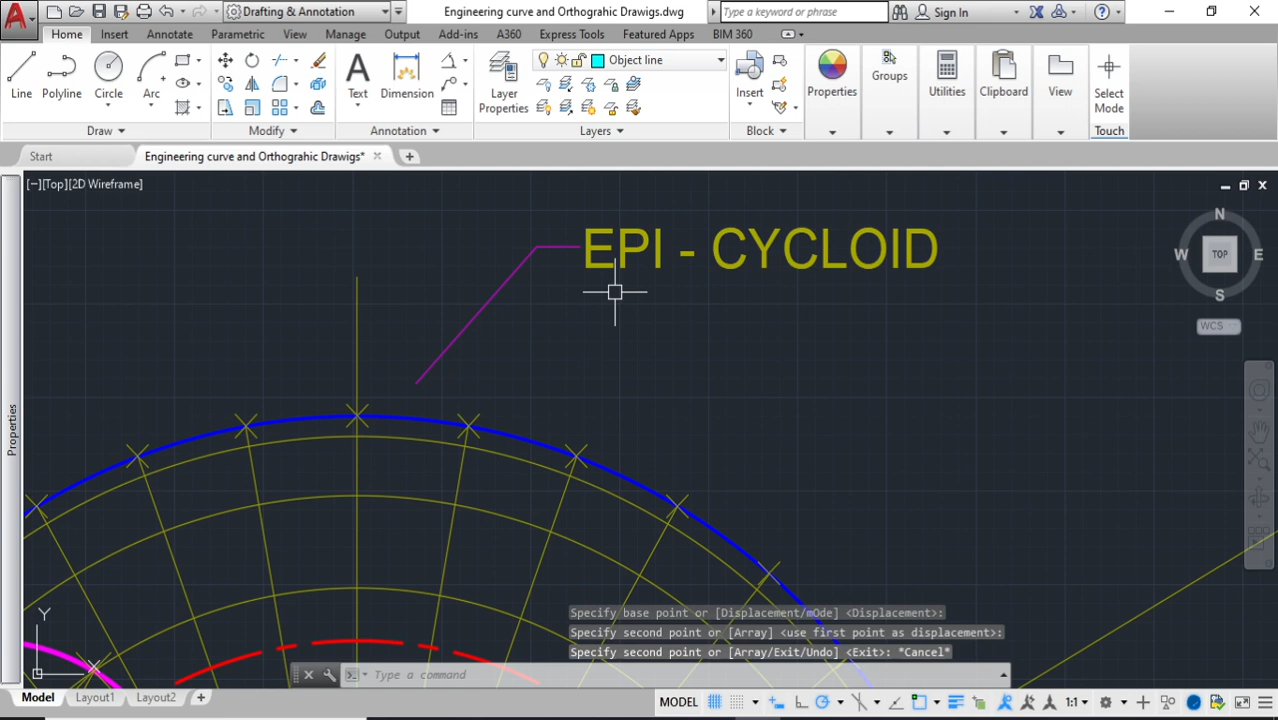 A Drafting & Annotation Engineering curve and Orthograhic Drawigs.dwg Type a keyword or phrase Sign In ?
Home Insert Annotate Parametric View Manage Output Add-ins A360 Express Tools Featured Apps BIM 360
Object line
Line Polyline Circle Arc
A
Text Dimension
Layer Properties
Insert
Properties Groups Utilities Clipboard View
Select Mode
Draw Modify Annotation Layers Block Touch
Start Engineering curve and Orthograhic Drawigs* +
[−][Top][2D Wireframe]
EPI - CYCLOID
N
W TOP E
S
WCS
Properties
Specify base point or [Displacement/mOde] <Displacement>:
Specify second point or [Array] <use first point as displacement>:
Specify second point or [Array/Exit/Undo] <Exit>: *Cancel*
Y
Type a command
Model Layout1 Layout2 + MODEL 1:1